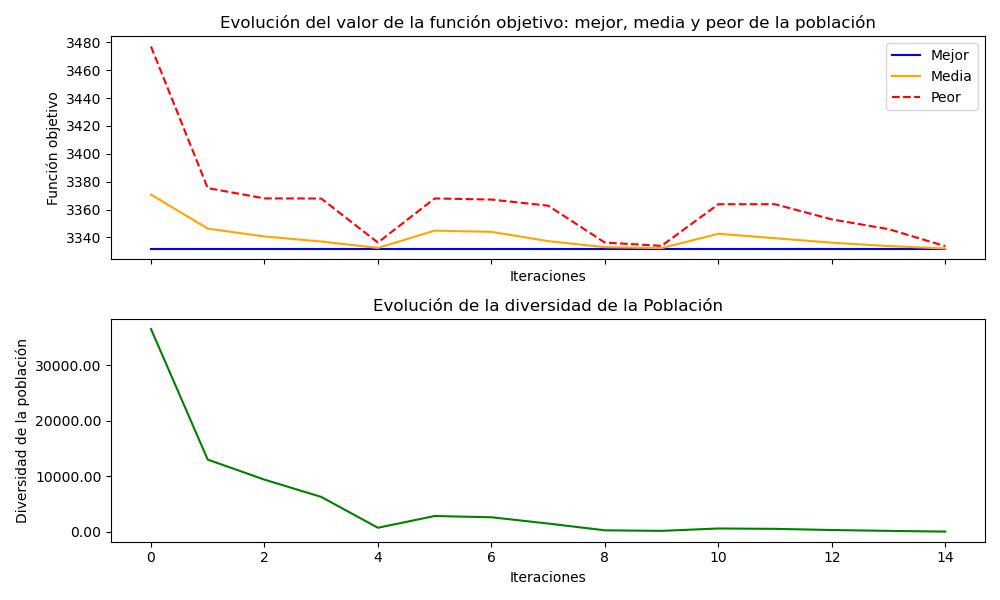 Evolución del valor de la función objetivo: mejor, media y peor de la población
Función objetivo
3480
3460
3440
3420
3400
3380
3360
3340
Mejor
Media
Peor
Iteraciones
Evolución de la diversidad de la Población
Diversidad de la población
30000.00
20000.00
10000.00
0.00
0 2 4 6 8 10 12 14
Iteraciones